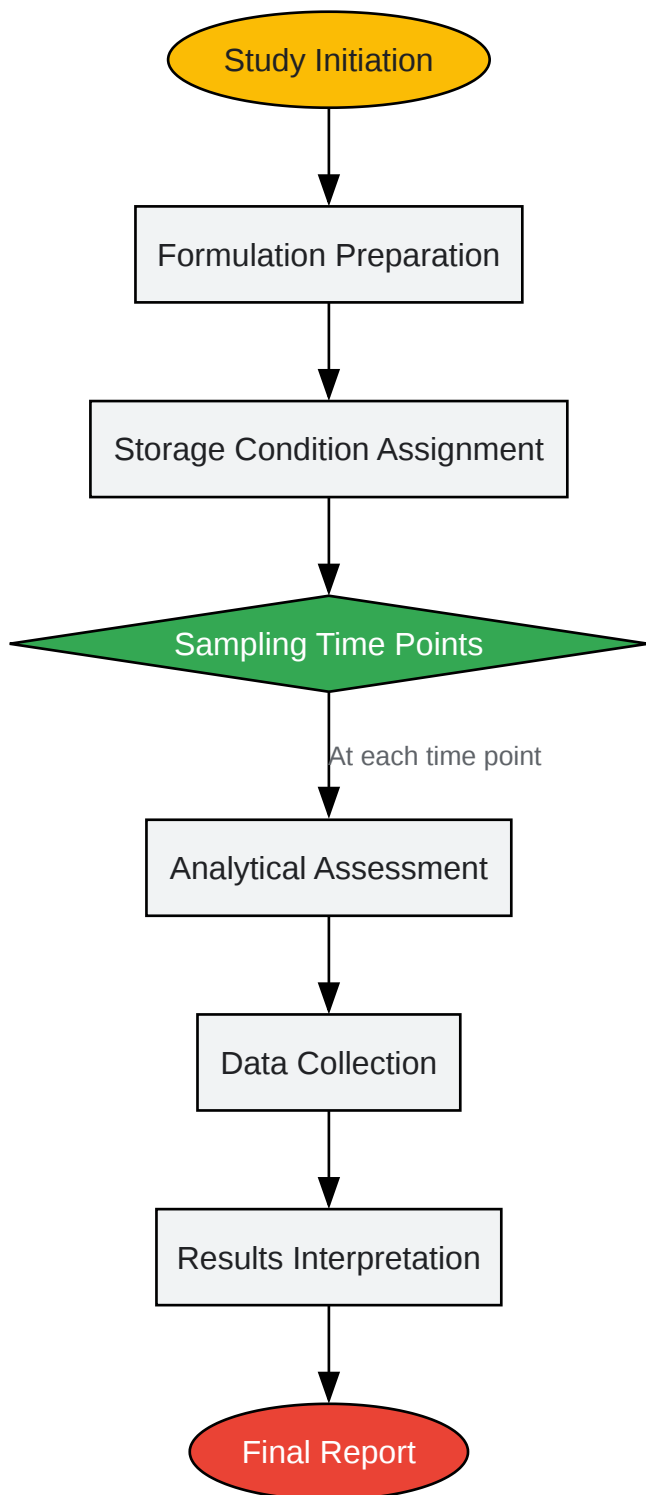 Study Initiation
Formulation Preparation
Storage Condition Assignment
Sampling Time Points
At each time point
Analytical Assessment
Data Collection
Results Interpretation
Final Report